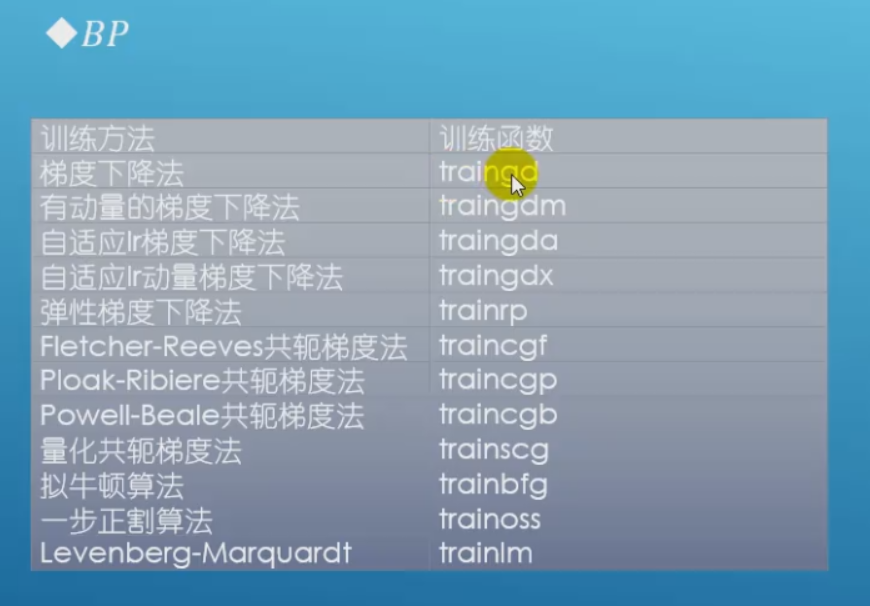 ◆BP
训练方法 训练函数
梯度下降法 traingd
有动量的梯度下降法 traingdm
自适应lr梯度下降法 traingda
自适应lr动量梯度下降法 traingdx
弹性梯度下降法 trainrp
Fletcher-Reeves共轭梯度法 traincgf
Ploak-Ribiere共轭梯度法 traincgp
Powell-Beale共轭梯度法 traincgb
量化共轭梯度法 trainscg
拟牛顿算法 trainbfg
一步正割算法 trainoss
Levenberg-Marquardt trainlm